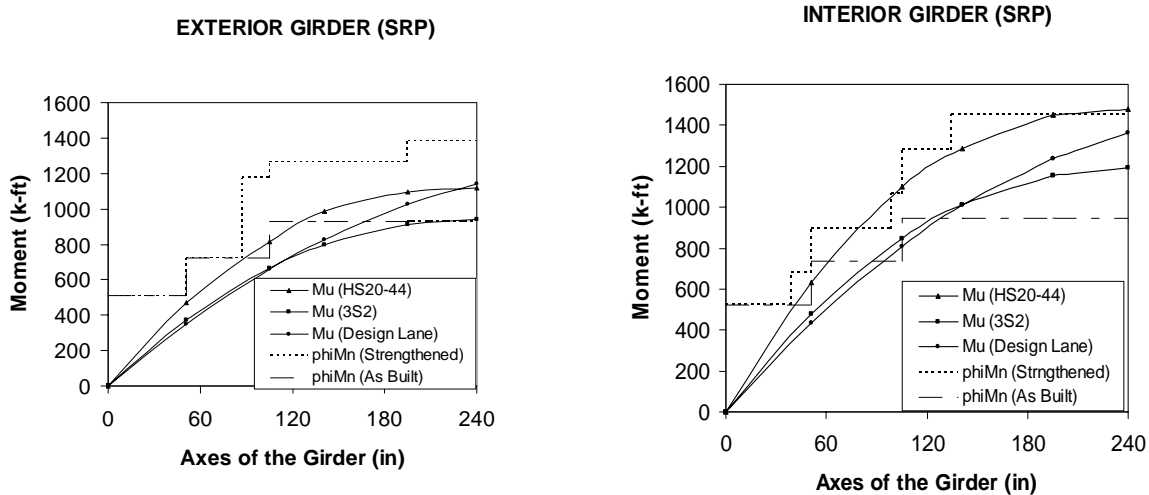 EXTERIOR GIRDER (SRP)
1600
1400
1200
1000
800
600
400
200
0
Moment (k-ft)
Mu (HS20-44)
Mu (3S2)
Mu (Design Lane)
phiMn (Strengthened)
phiMn (As Built)
0 60 120 180 240
Axes of the Girder (in)
INTERIOR GIRDER (SRP)
1600
1400
1200
1000
800
600
400
200
0
Moment (k-ft)
Mu (HS20-44)
Mu (3S2)
Mu (Design Lane)
phiMn (Strngthened)
phiMn (As Built)
0 60 120 180 240
Axes of the Girder (in)